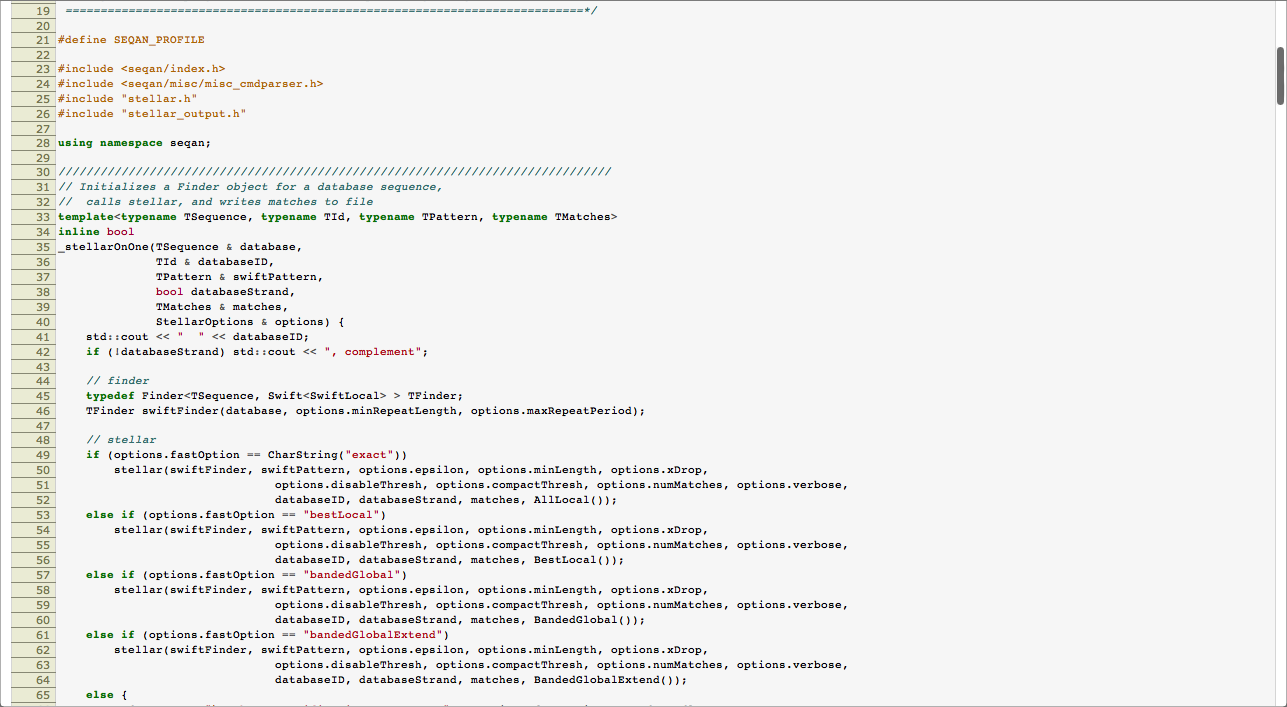 19 =========================================================================*/
20
21 #define SEQAN_PROFILE
22
23 #include <seqan/index.h>
24 #include <seqan/misc/misc_cmdparser.h>
25 #include "stellar.h"
26 #include "stellar_output.h"
27
28 using namespace seqan;
29
30 ///////////////////////////////////////////////////////////////////////////////
31 // Initializes a Finder object for a database sequence,
32 //  calls stellar, and writes matches to file
33 template<typename TSequence, typename TId, typename TPattern, typename TMatches>
34 inline bool
35 _stellarOnOne(TSequence & database,
36               TId & databaseID,
37               TPattern & swiftPattern,
38               bool databaseStrand,
39               TMatches & matches,
40               StellarOptions & options) {
41     std::cout << "  " << databaseID;
42     if (!databaseStrand) std::cout << ", complement";
43
44     // finder
45     typedef Finder<TSequence, Swift<SwiftLocal> > TFinder;
46     TFinder swiftFinder(database, options.minRepeatLength, options.maxRepeatPeriod);
47
48     // stellar
49     if (options.fastOption == CharString("exact"))
50         stellar(swiftFinder, swiftPattern, options.epsilon, options.minLength, options.xDrop,
51                                options.disableThresh, options.compactThresh, options.numMatches, options.verbose,
52                                databaseID, databaseStrand, matches, AllLocal());
53     else if (options.fastOption == "bestLocal")
54         stellar(swiftFinder, swiftPattern, options.epsilon, options.minLength, options.xDrop,
55                                options.disableThresh, options.compactThresh, options.numMatches, options.verbose,
56                                databaseID, databaseStrand, matches, BestLocal());
57     else if (options.fastOption == "bandedGlobal")
58         stellar(swiftFinder, swiftPattern, options.epsilon, options.minLength, options.xDrop,
59                                options.disableThresh, options.compactThresh, options.numMatches, options.verbose,
60                                databaseID, databaseStrand, matches, BandedGlobal());
61     else if (options.fastOption == "bandedGlobalExtend")
62         stellar(swiftFinder, swiftPattern, options.epsilon, options.minLength, options.xDrop,
63                                options.disableThresh, options.compactThresh, options.numMatches, options.verbose,
64                                databaseID, databaseStrand, matches, BandedGlobalExtend());
65     else {